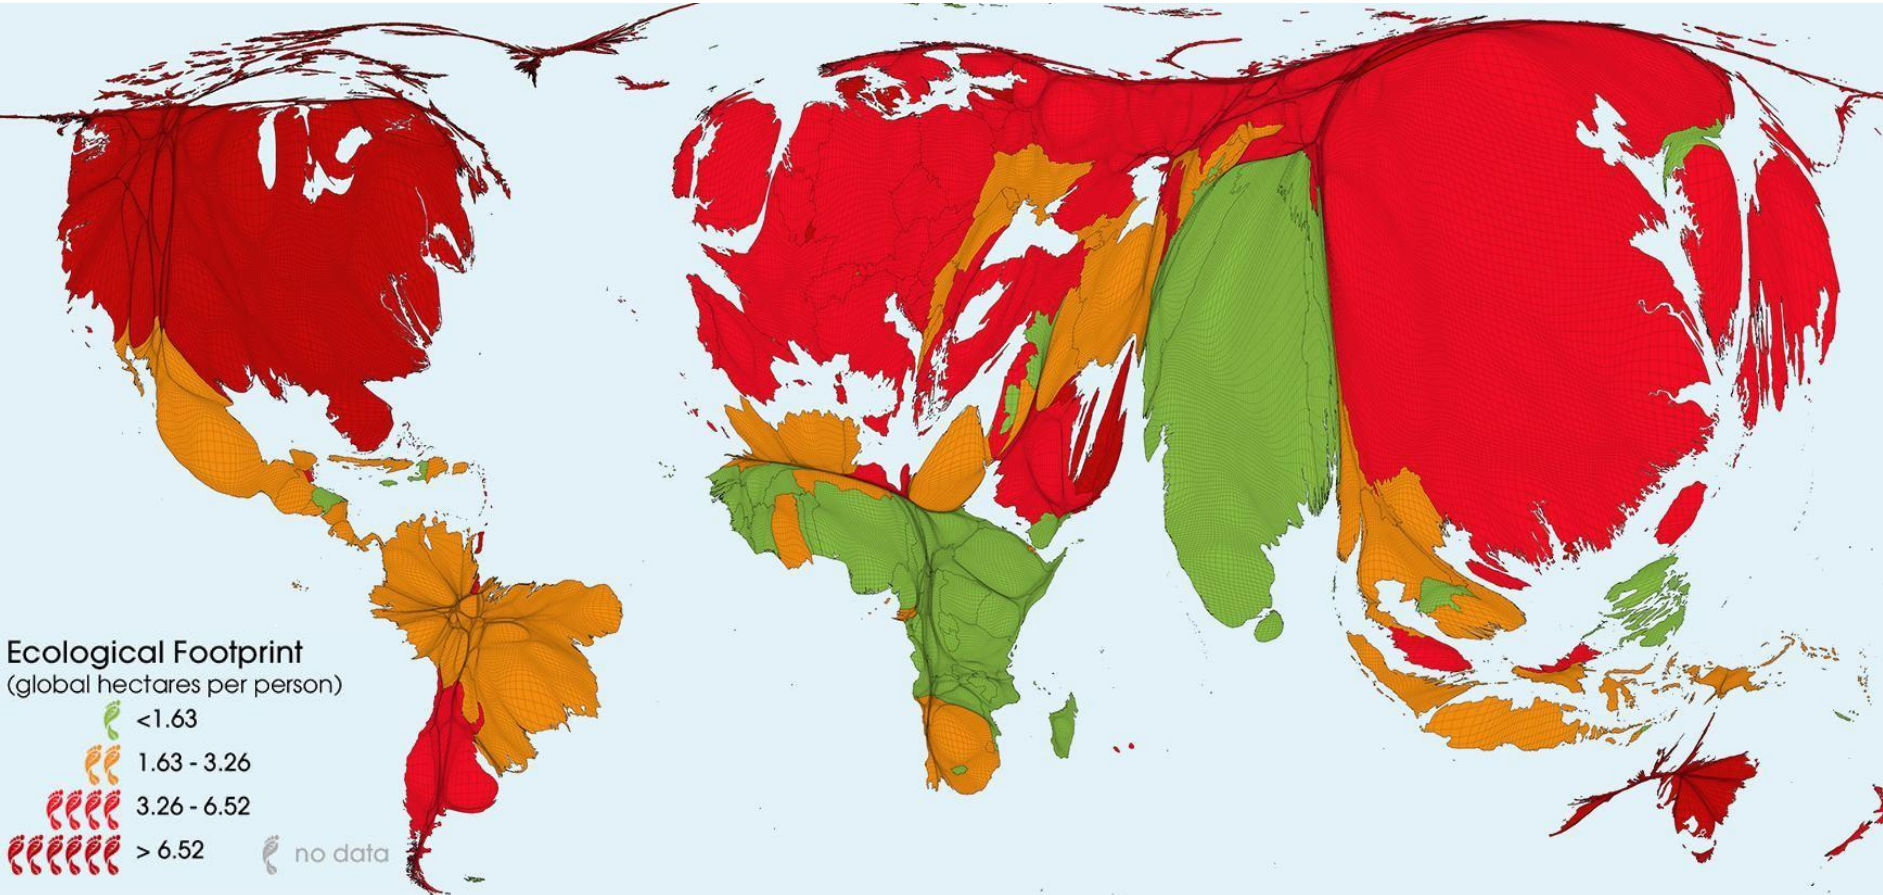 Ecological Footprint
(global hectares per person)
<1.63
1.63 - 3.26
3.26 - 6.52
> 6.52
no data